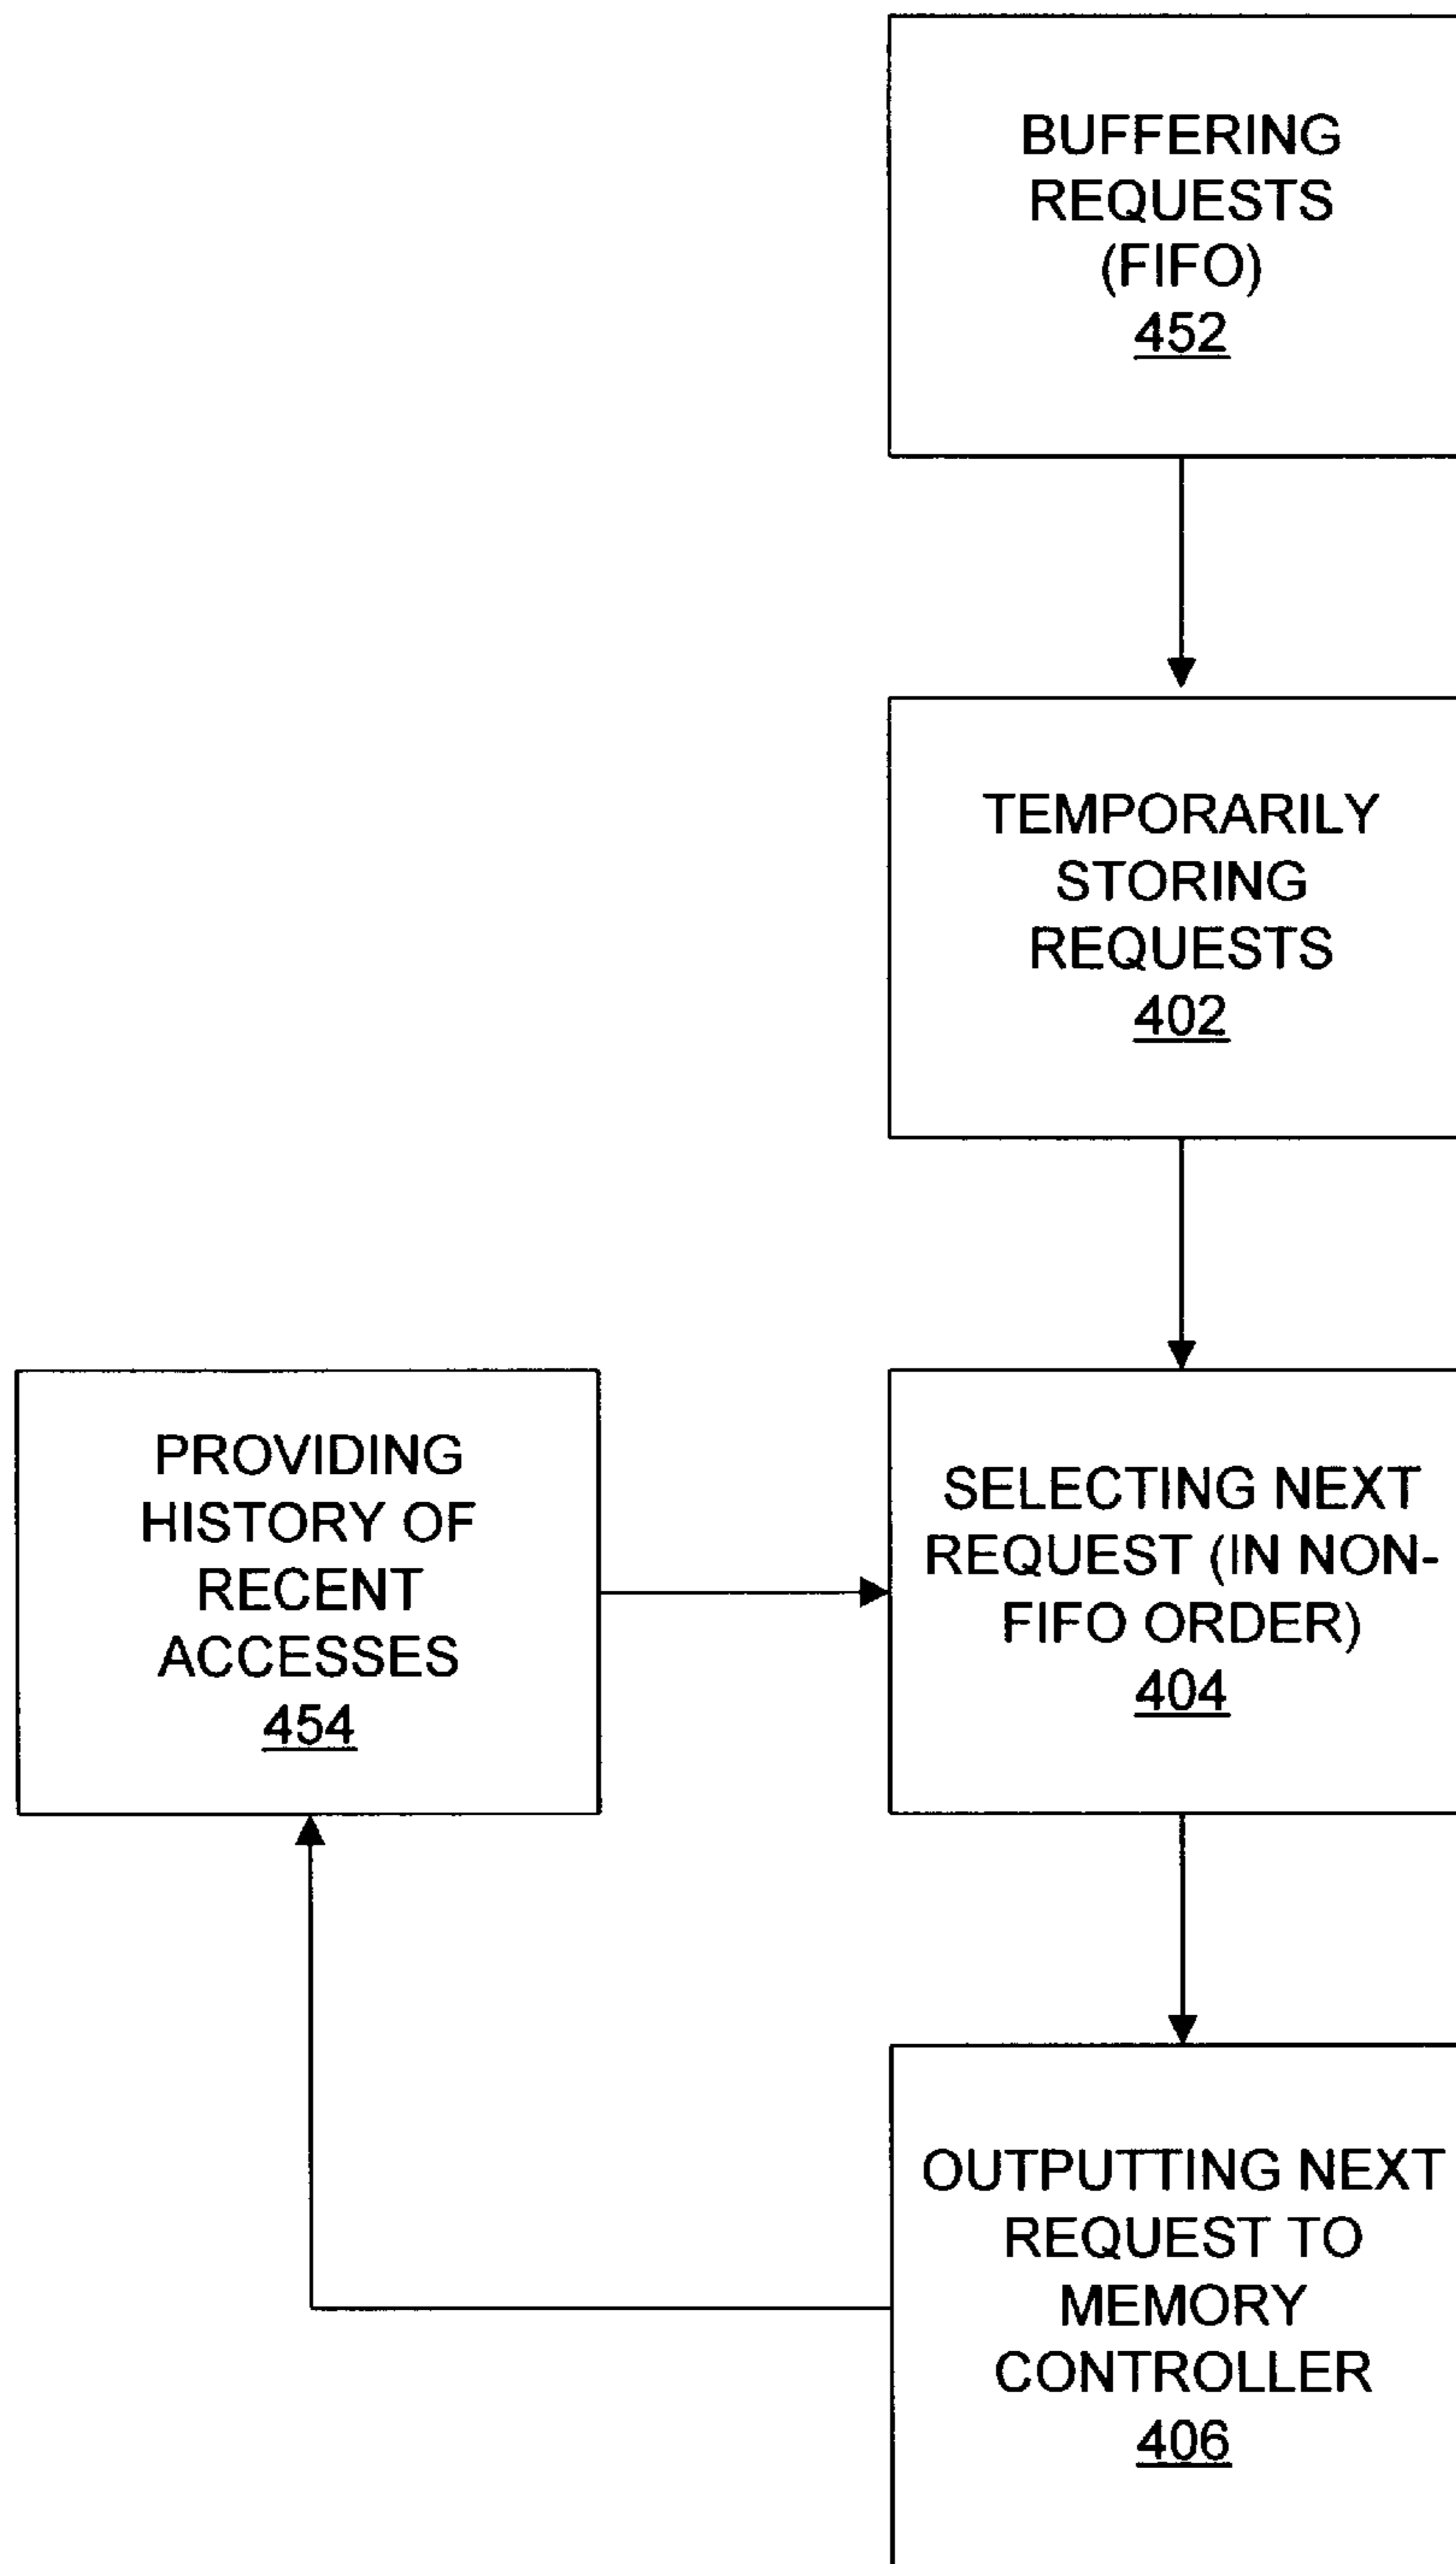 BUFFERING
REQUESTS
(FIFO)
452
TEMPORARILY
STORING
REQUESTS
402
PROVIDING
HISTORY OF
RECENT
ACCESSES
454
SELECTING NEXT
REQUEST (IN NON-
FIFO ORDER)
404
OUTPUTTING NEXT
REQUEST TO
MEMORY
CONTROLLER
406